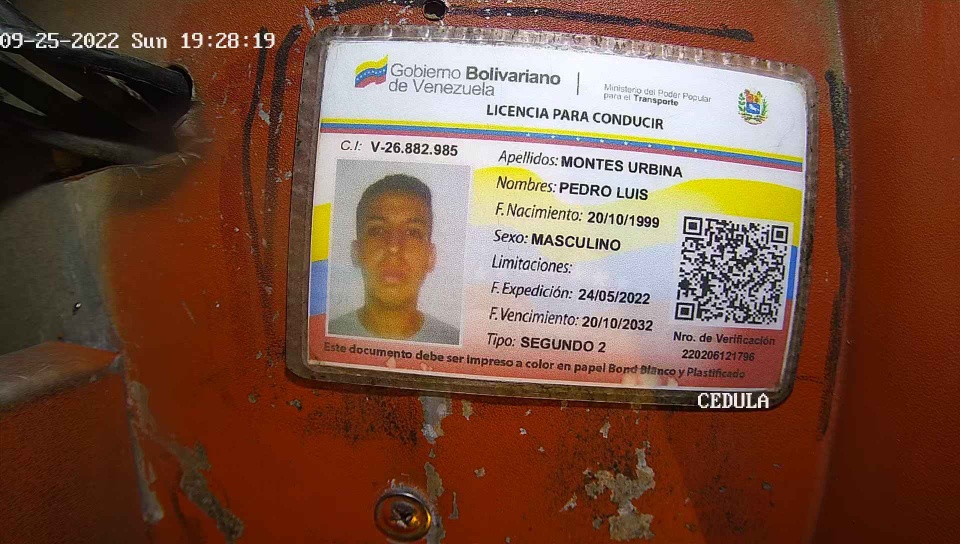 09-25-2022 Sun 19:28:19
Gobierno Bolivariano
de Venezuela
Ministerio del Poder Popular
para el Transporte
LICENCIA PARA CONDUCIR
C.I: V-26.882.985
Apellidos: MONTES URBINA
Nombres: PEDRO LUIS
F. Nacimiento: 20/10/1999
Sexo: MASCULINO
Limitaciones:
F. Expedición: 24/05/2022
F. Vencimiento: 20/10/2032
Tipo: SEGUNDO 2
Nro. de Verificación
220206121796
Este documento debe ser impreso a color en papel Bond Blanco y Plastificado
CEDULA